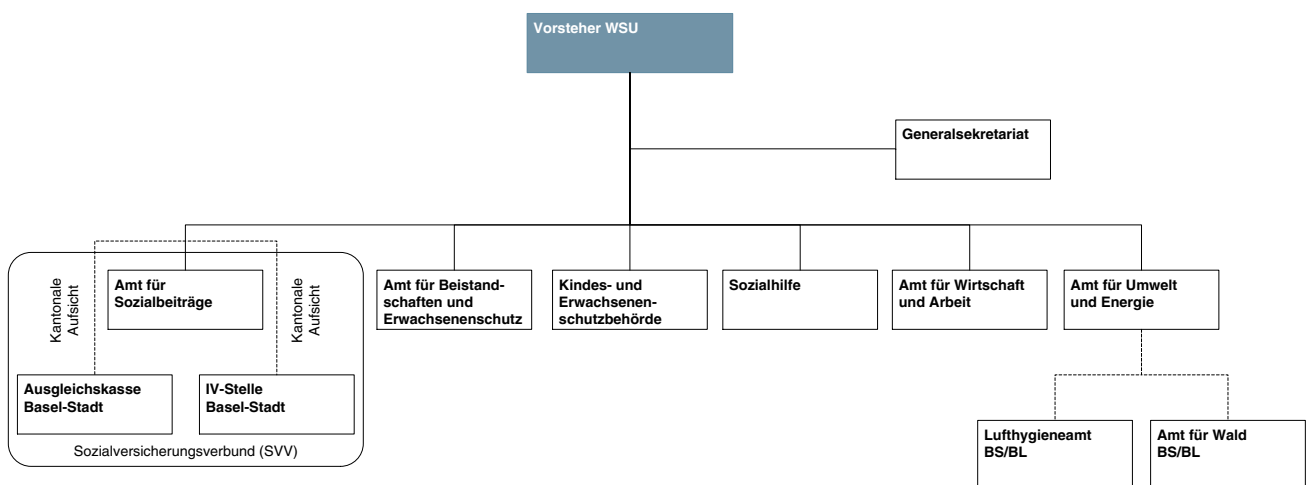 Vorsteher WSU
Generalsekretariat
Kantonale
Aufsicht
Amt für
Sozialbeiträge
Kantonale
Aufsicht
Amt für Beistand-
schaften und
Erwachsenenschutz
Kindes- und
Erwachsenen-
schutzbehörde
Sozialhilfe
Amt für Wirtschaft
und Arbeit
Amt für Umwelt
und Energie
Ausgleichskasse
Basel-Stadt
IV-Stelle
Basel-Stadt
Sozialversicherungsverbund (SVV)
Lufthygieneamt
BS/BL
Amt für Wald
BS/BL